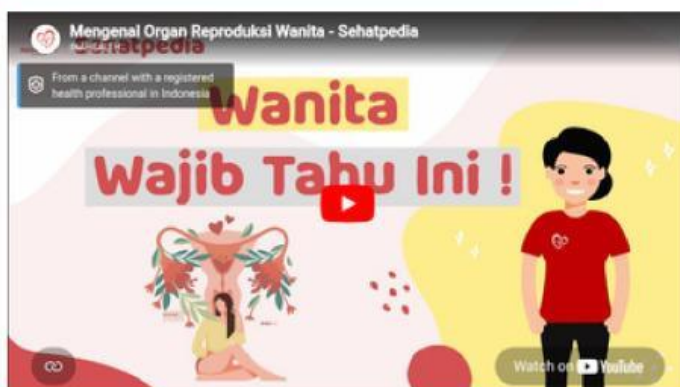 Mengenal Organ Reproduksi Wanita - Sehatpedia
Sehatpedia
From a channel with a registered
health professional in Indonesia
Wanita
Wajib Tahu Ini !
Watch on YouTube